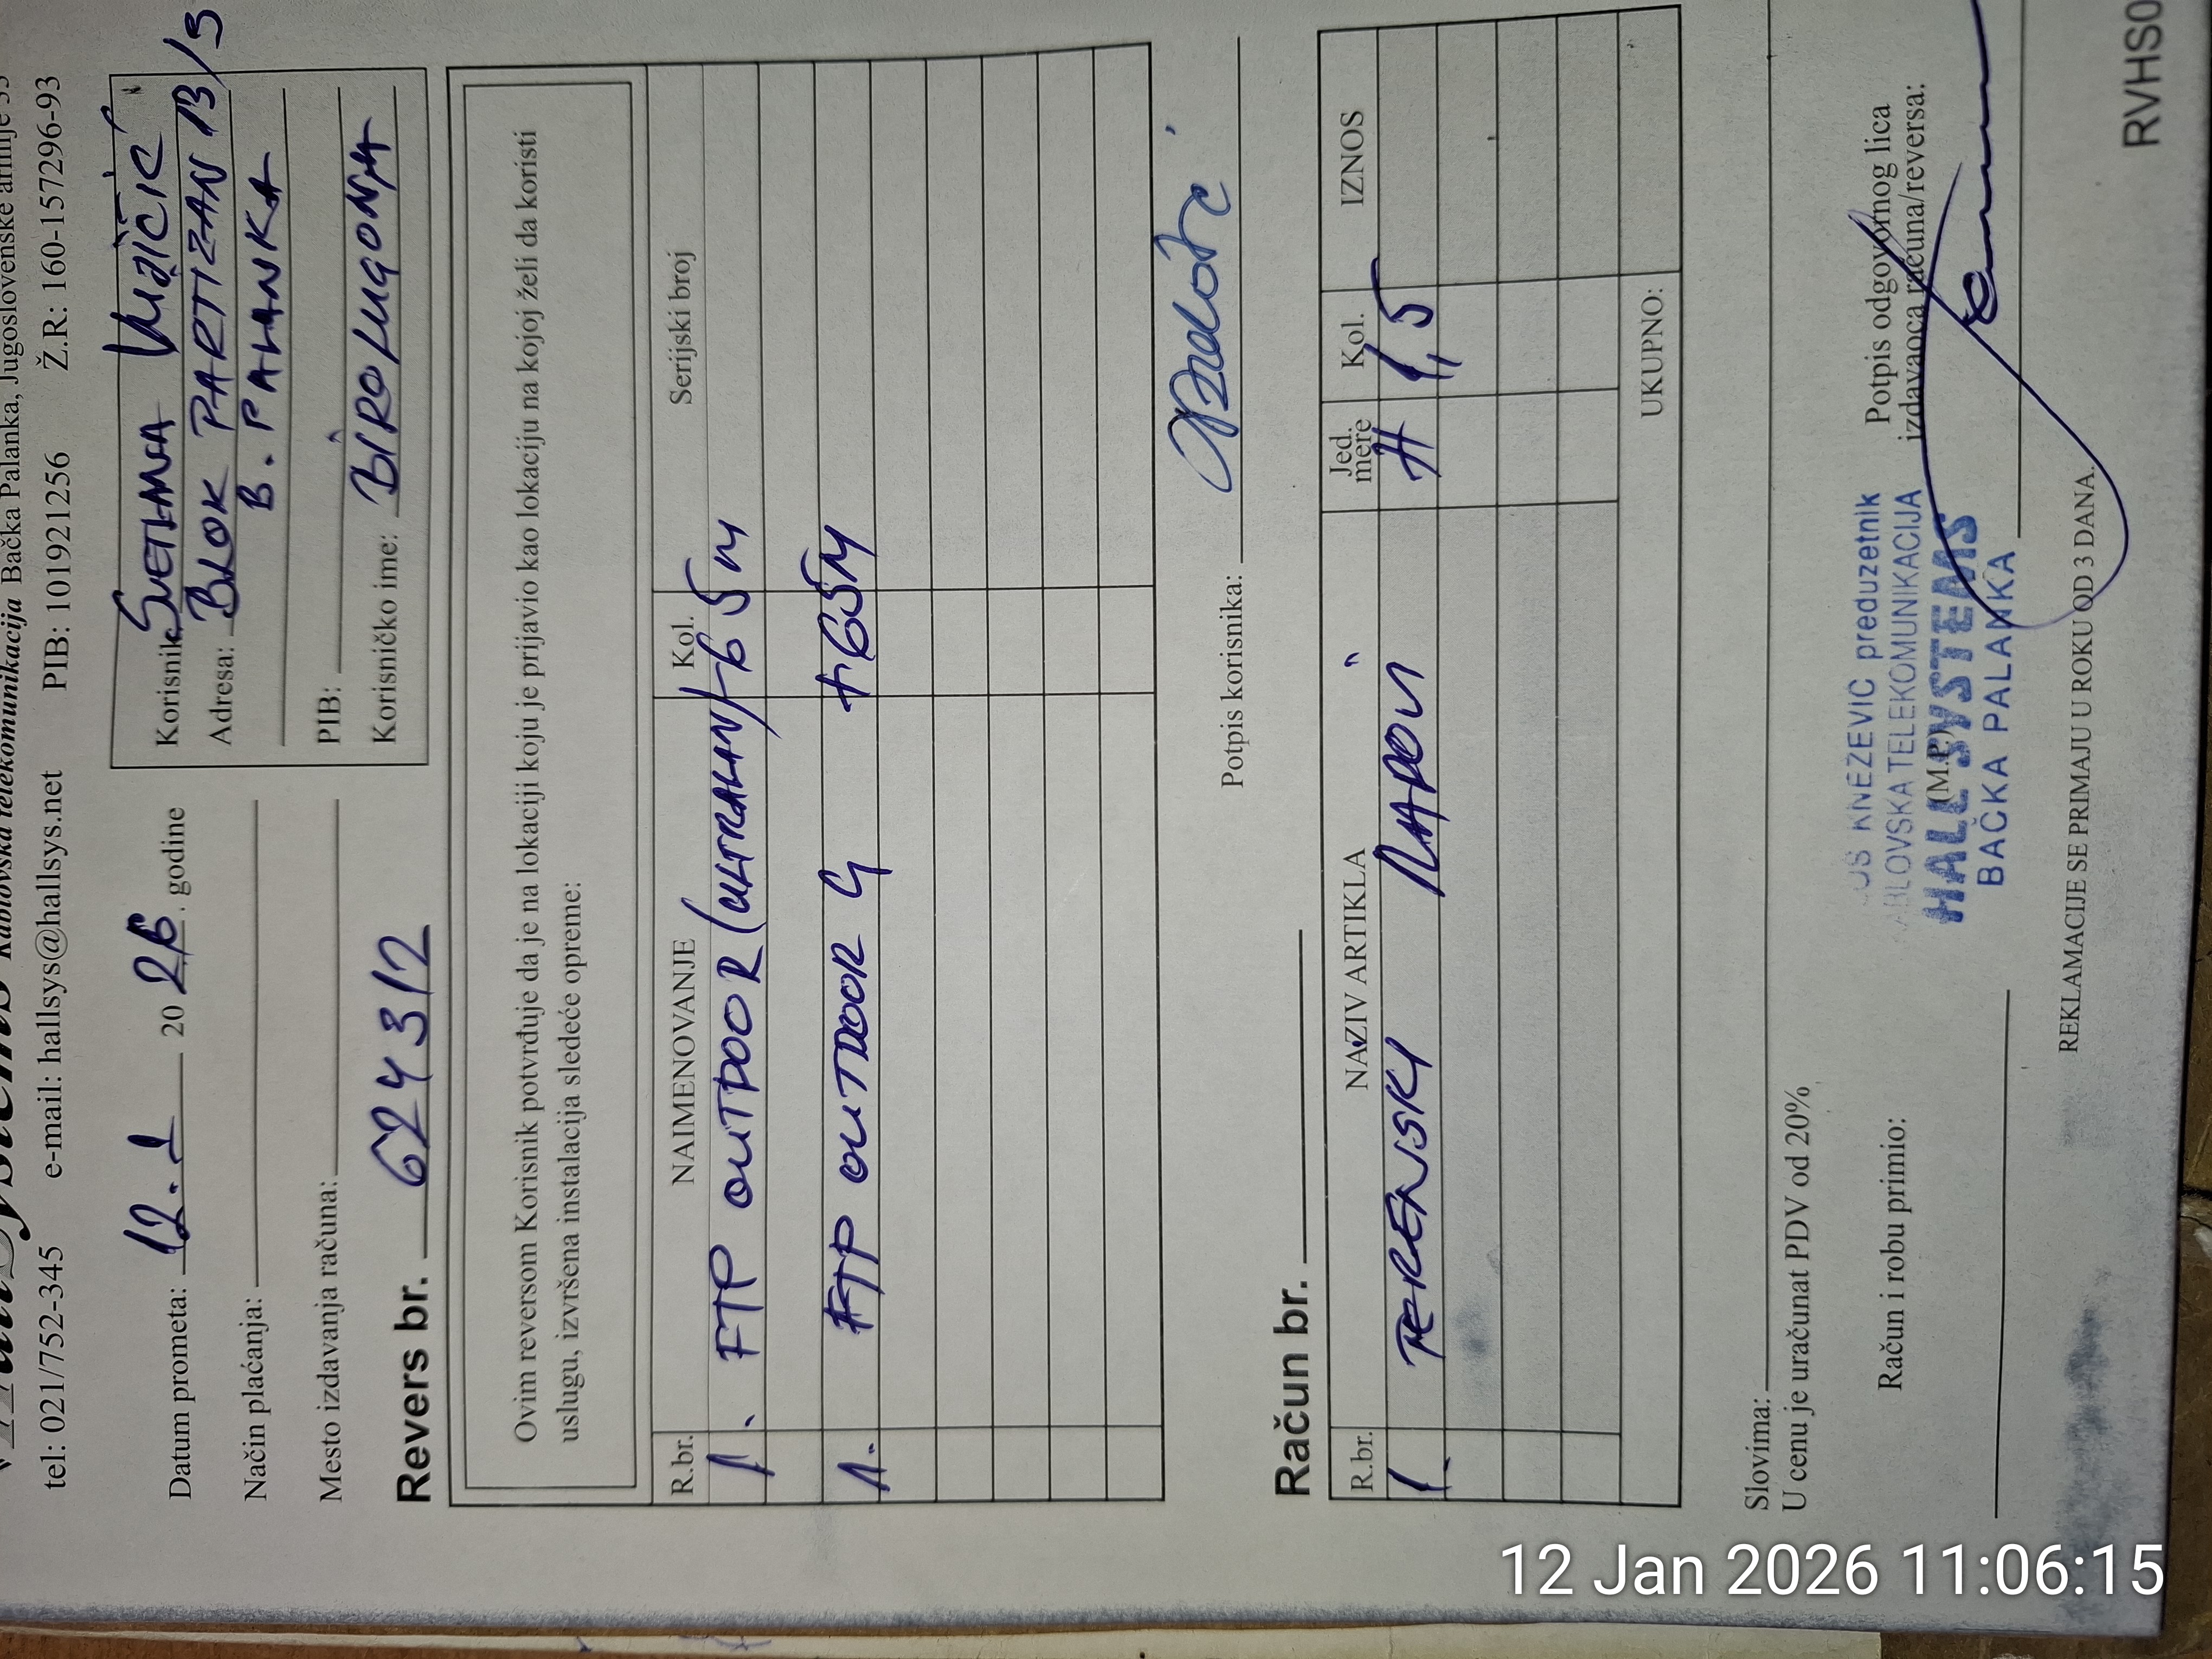 Kablovska telekomunikacija Bačka Palanka, Jugoslovenske armije
tel: 021/752-345 e-mail: hallsys@hallsys.net PIB: 101921256 Ž.R: 160-157296-93
Datum prometa: 12.1 2026. godine
Način plaćanja:
Mesto izdavanja računa:
Korisnik: SVETLANA VUJIČIĆ
Adresa: BLOK PARTIZAN 13/5
B. PALANKA
PIB:
Korisničko ime: BIROLUGONJA
Revers br. 624312
Ovim reversom Korisnik potvrđuje da je na lokaciji koju je prijavio kao lokaciju na kojoj želi da koristi
uslugu, izvršena instalacija sledeće opreme:
R.br. NAIMENOVANJE Kol. Serijski broj
1. FTP OUTDOOR (ULTRALAN) -65m
1. FTP OUTDOOR G +65M
Potpis korisnika:
Račun br.
R.br. NAZIV ARTIKLA Jed. mere Kol. IZNOS
1. TERENSKI RADOVI H 1,5
UKUPNO:
Slovima:
U cenu je uračunat PDV od 20%
Račun i robu primio:
(M.P.)
Potpis odgovornog lica
izdavaoca računa/reversa:
KNEZEVIC preduzetnik
KABLOVSKA TELEKOMUNIKACIJA
HALL SYSTEMS
BAČKA PALANKA
REKLAMACIJE SE PRIMAJU U ROKU OD 3 DANA.
RVHS0
12 Jan 2026 11:06:15